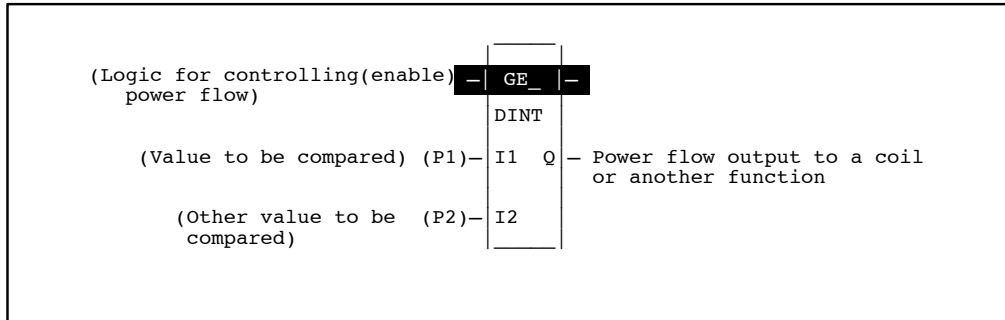 (Logic for controlling(enable) –| GE_ |–
power flow)
DINT
(Value to be compared) (P1)–|I1 Q|– Power flow output to a coil
or another function
(Other value to be (P2)–|I2
compared)